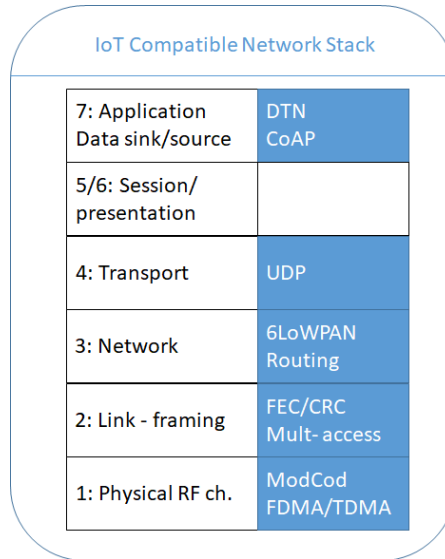 IoT Compatible Network Stack
7: Application
Data sink/source
DTN
CoAP
5/6: Session/
presentation
4: Transport
UDP
3: Network
6LoWPAN
Routing
2: Link - framing
FEC/CRC
Mult- access
1: Physical RF ch.
ModCod
FDMA/TDMA